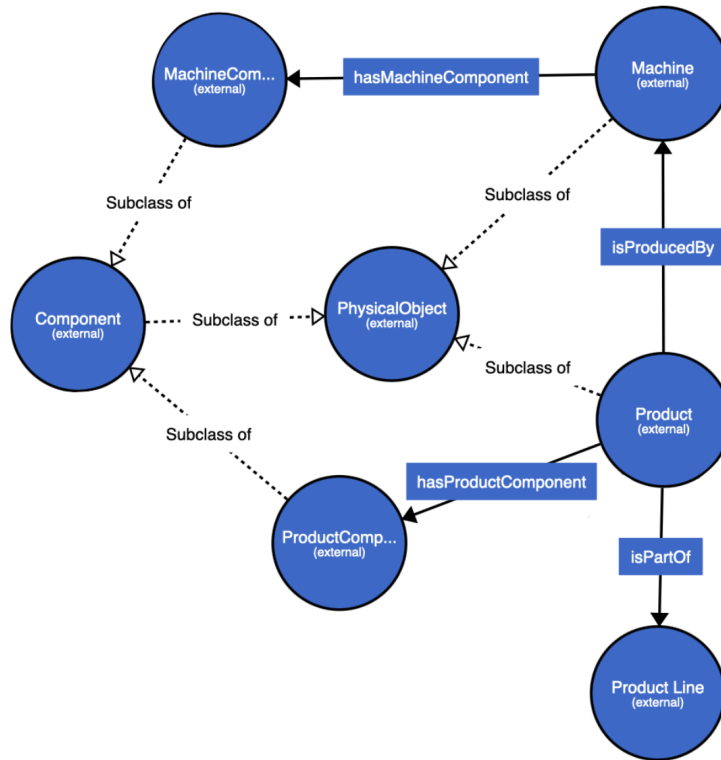 MachineCom...
(external)
hasMachineComponent
Machine
(external)
Subclass of
Subclass of
isProducedBy
Component
(external)
Subclass of
PhysicalObject
(external)
Subclass of
Product
(external)
Subclass of
hasProductComponent
ProductComp...
(external)
isPartOf
Product Line
(external)